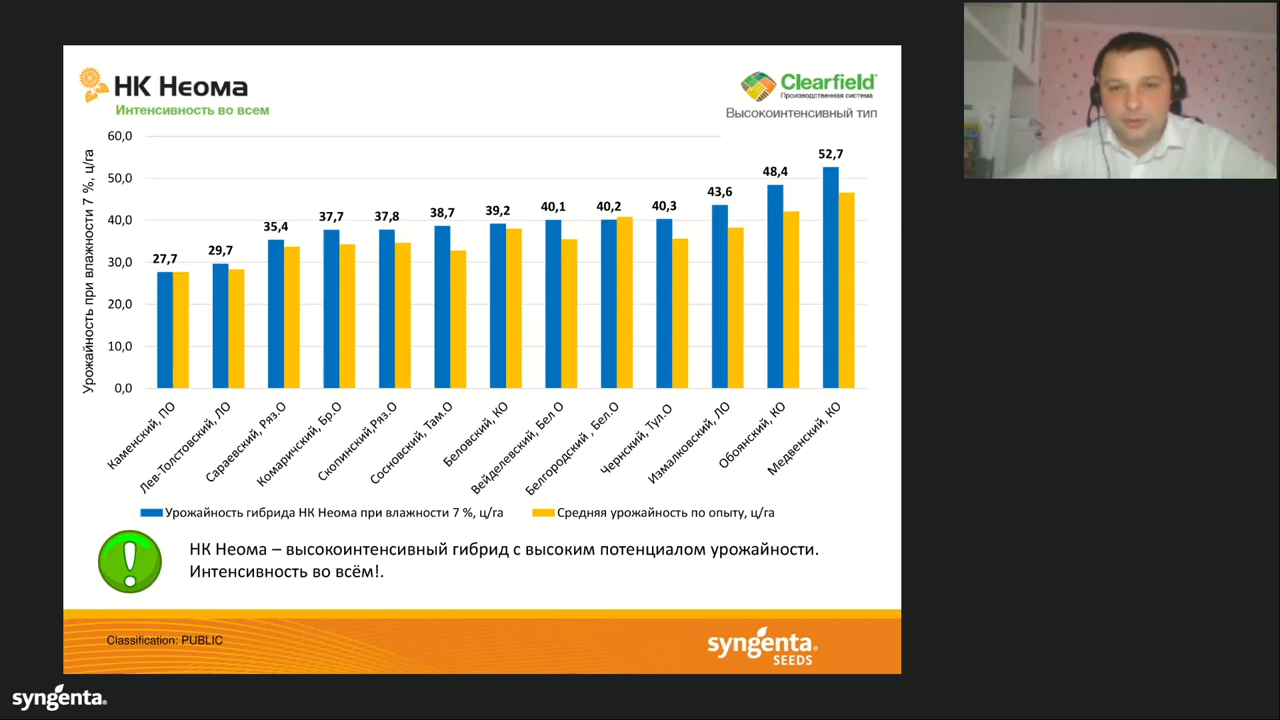 НК Неома
Интенсивность во всем
Clearfield®
Производственная система
Высокоинтенсивный тип
Урожайность при влажности 7 %, ц/га
60,0
50,0
40,0
30,0
20,0
10,0
0,0
27,7
29,7
35,4
37,7
37,8
38,7
39,2
40,1
40,2
40,3
43,6
48,4
52,7
Каменский, ПО
Лев-Толстовский, ЛО
Сараевский, Ряз.О
Комаричский, Бр.О
Скопинский,Ряз.О
Сосновский, Там.О
Беловский, КО
Вейделевский, Бел О
Белгородский , Бел.О
Чернский, Тул.О
Измалковский, ЛО
Обоянский, КО
Медвенский, КО
Урожайность гибрида НК Неома при влажности 7 %, ц/га
Средняя урожайность по опыту, ц/га
НК Неома – высокоинтенсивный гибрид с высоким потенциалом урожайности.
Интенсивность во всём!.
Classification: PUBLIC
syngenta®
SEEDS
syngenta®